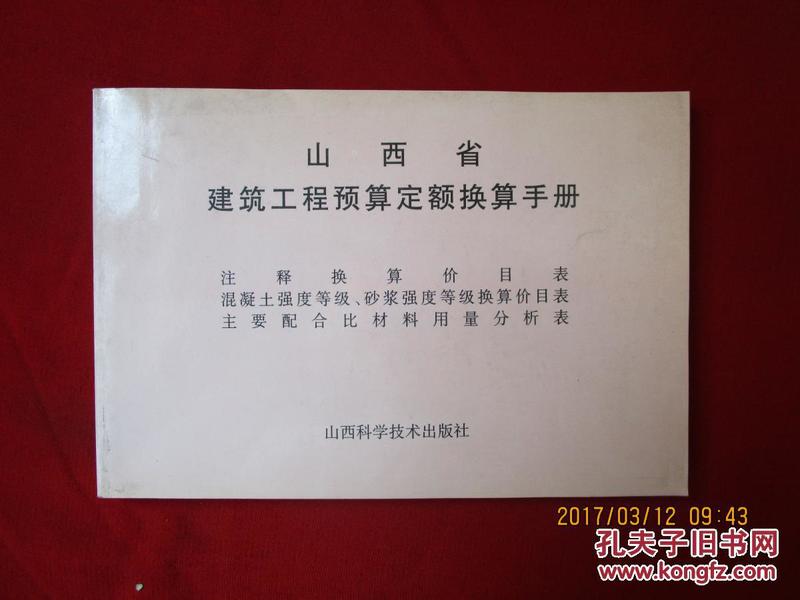 山西省
建筑工程预算定额换算手册
注释换算价目表
混凝土强度等级、砂浆强度等级换算价目表
主要配合比材料用量分析表
山西科学技术出版社
2017/03/12 09:43
孔夫子旧书网
www.kongfz.com